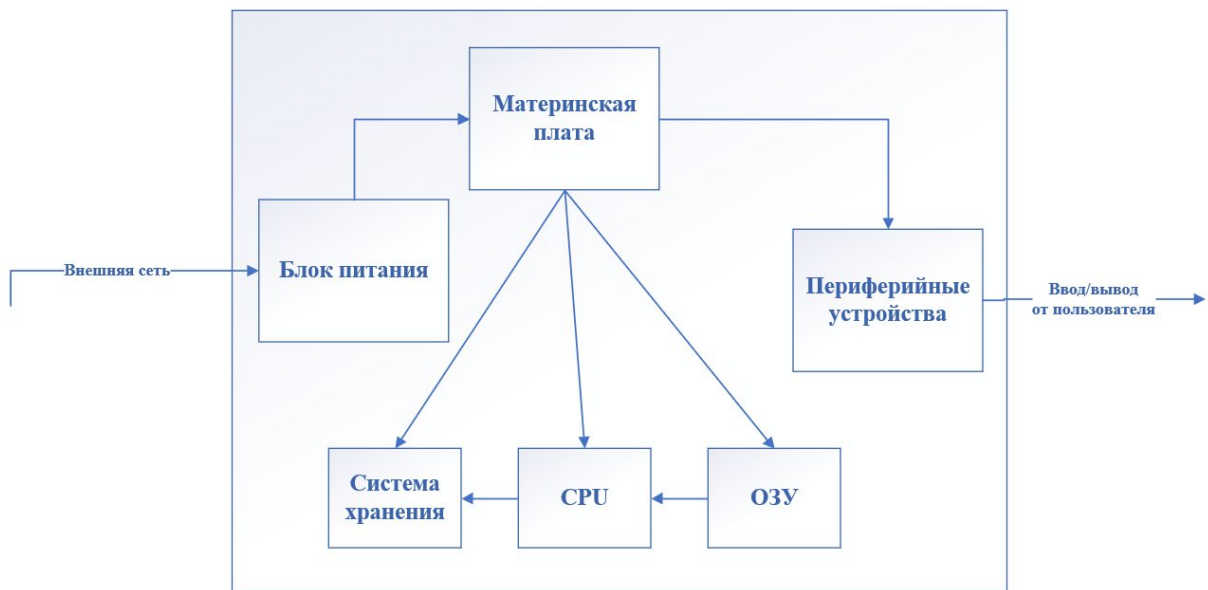 Материнская
плата
Блок питания
Внешняя сеть
Периферийные
устройства
Ввод/вывод
от пользователя
Система
хранения
CPU
ОЗУ